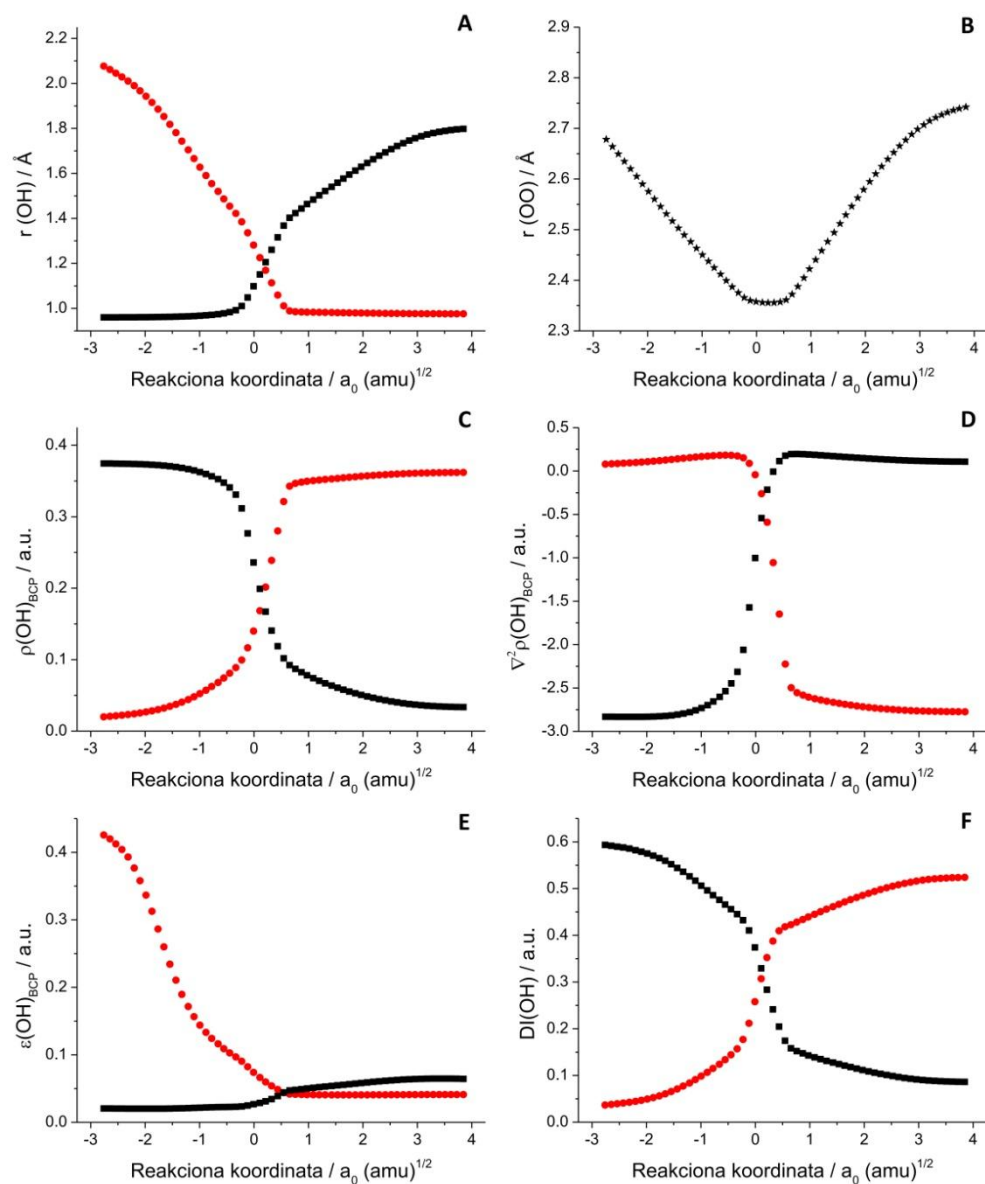 A
r (OH) / Å
2.2
2.0
1.8
1.6
1.4
1.2
1.0
-3 -2 -1 0 1 2 3 4
Reakciona koordinata / a₀ (amu)^1/2
B
r (OO) / Å
2.9
2.8
2.7
2.6
2.5
2.4
2.3
-3 -2 -1 0 1 2 3 4
Reakciona koordinata / a₀ (amu)^1/2
C
ρ(OH)BCP / a.u.
0.4
0.3
0.2
0.1
0.0
-3 -2 -1 0 1 2 3 4
Reakciona koordinata / a₀ (amu)^1/2
D
∇²ρ(OH)BCP / a.u.
0.5
0.0
-0.5
-1.0
-1.5
-2.0
-2.5
-3.0
-3 -2 -1 0 1 2 3 4
Reakciona koordinata / a₀ (amu)^1/2
E
ε(OH)BCP / a.u.
0.4
0.3
0.2
0.1
0.0
-3 -2 -1 0 1 2 3 4
Reakciona koordinata / a₀ (amu)^1/2
F
DI(OH) / a.u.
0.6
0.5
0.4
0.3
0.2
0.1
0.0
-3 -2 -1 0 1 2 3 4
Reakciona koordinata / a₀ (amu)^1/2